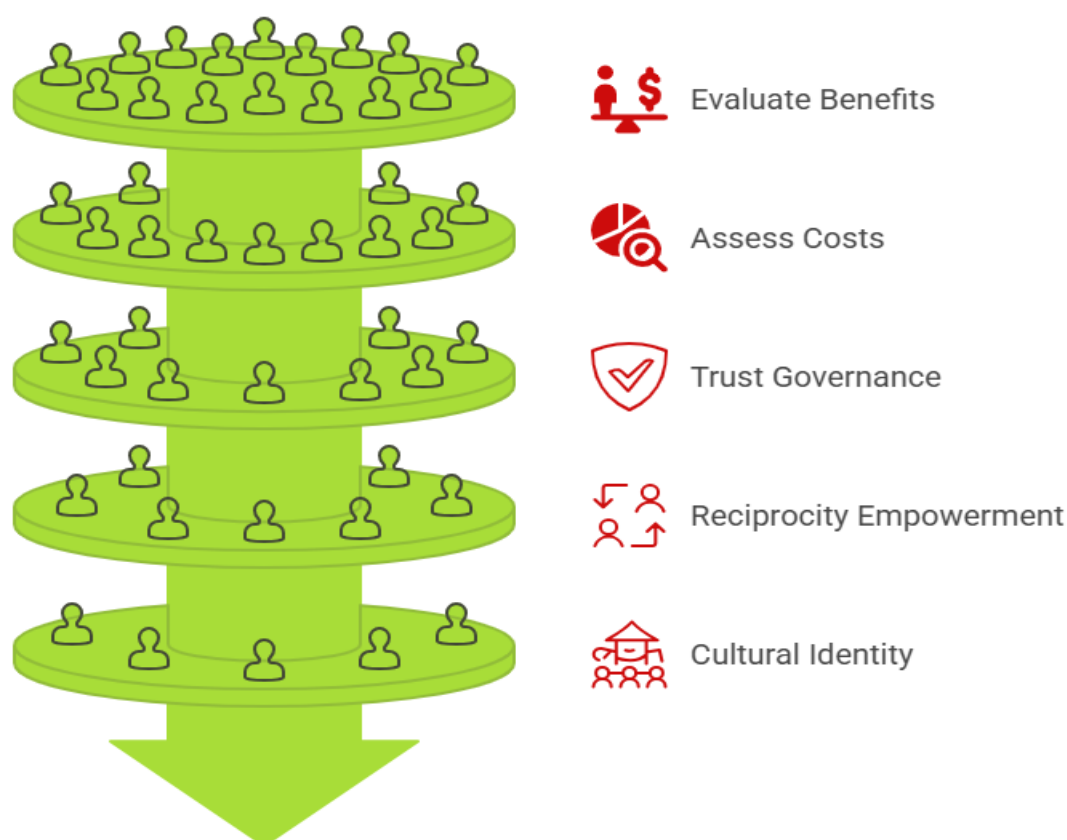 Evaluate Benefits
Assess Costs
Trust Governance
Reciprocity Empowerment
Cultural Identity